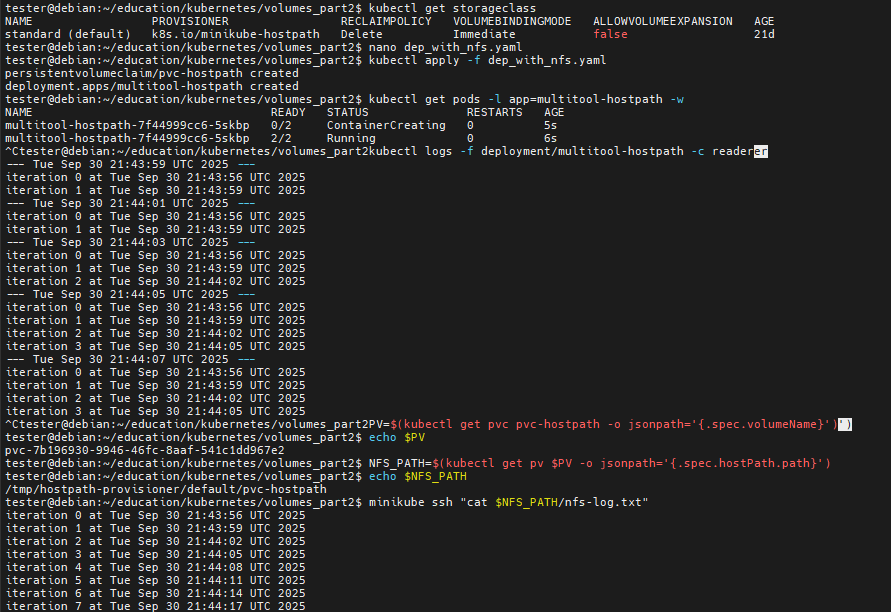 tester@debian:~/education/kubernetes/volumes_part2$ kubectl get storageclass
NAME PROVISIONER RECLAIMPOLICY VOLUMEBINDINGMODE ALLOWVOLUMEEXPANSION AGE
standard (default) k8s.io/minikube-hostpath Delete Immediate false 21d
tester@debian:~/education/kubernetes/volumes_part2$ nano dep_with_nfs.yaml
tester@debian:~/education/kubernetes/volumes_part2$ kubectl apply -f dep_with_nfs.yaml
persistentvolumeclaim/pvc-hostpath created
deployment.apps/multitool-hostpath created
tester@debian:~/education/kubernetes/volumes_part2$ kubectl get pods -l app=multitool-hostpath -w
NAME READY STATUS RESTARTS AGE
multitool-hostpath-7f44999cc6-5skbp 0/2 ContainerCreating 0 5s
multitool-hostpath-7f44999cc6-5skbp 2/2 Running 0 6s
^Ctester@debian:~/education/kubernetes/volumes_part2kubectl logs -f deployment/multitool-hostpath -c readerer
--- Tue Sep 30 21:43:59 UTC 2025 ---
iteration 0 at Tue Sep 30 21:43:56 UTC 2025
iteration 1 at Tue Sep 30 21:43:59 UTC 2025
--- Tue Sep 30 21:44:01 UTC 2025 ---
iteration 0 at Tue Sep 30 21:43:56 UTC 2025
iteration 1 at Tue Sep 30 21:43:59 UTC 2025
--- Tue Sep 30 21:44:03 UTC 2025 ---
iteration 0 at Tue Sep 30 21:43:56 UTC 2025
iteration 1 at Tue Sep 30 21:43:59 UTC 2025
iteration 2 at Tue Sep 30 21:44:02 UTC 2025
--- Tue Sep 30 21:44:05 UTC 2025 ---
iteration 0 at Tue Sep 30 21:43:56 UTC 2025
iteration 1 at Tue Sep 30 21:43:59 UTC 2025
iteration 2 at Tue Sep 30 21:44:02 UTC 2025
iteration 3 at Tue Sep 30 21:44:05 UTC 2025
--- Tue Sep 30 21:44:07 UTC 2025 ---
iteration 0 at Tue Sep 30 21:43:56 UTC 2025
iteration 1 at Tue Sep 30 21:43:59 UTC 2025
iteration 2 at Tue Sep 30 21:44:02 UTC 2025
iteration 3 at Tue Sep 30 21:44:05 UTC 2025
^Ctester@debian:~/education/kubernetes/volumes_part2PV=$(kubectl get pvc pvc-hostpath -o jsonpath='{.spec.volumeName}')')
tester@debian:~/education/kubernetes/volumes_part2$ echo $PV
pvc-7b196930-9946-46fc-8aaf-541c1dd967e2
tester@debian:~/education/kubernetes/volumes_part2$ NFS_PATH=$(kubectl get pv $PV -o jsonpath='{.spec.hostPath.path}')
tester@debian:~/education/kubernetes/volumes_part2$ echo $NFS_PATH
/tmp/hostpath-provisioner/default/pvc-hostpath
tester@debian:~/education/kubernetes/volumes_part2$ minikube ssh "cat $NFS_PATH/nfs-log.txt"
iteration 0 at Tue Sep 30 21:43:56 UTC 2025
iteration 1 at Tue Sep 30 21:43:59 UTC 2025
iteration 2 at Tue Sep 30 21:44:02 UTC 2025
iteration 3 at Tue Sep 30 21:44:05 UTC 2025
iteration 4 at Tue Sep 30 21:44:08 UTC 2025
iteration 5 at Tue Sep 30 21:44:11 UTC 2025
iteration 6 at Tue Sep 30 21:44:14 UTC 2025
iteration 7 at Tue Sep 30 21:44:17 UTC 2025